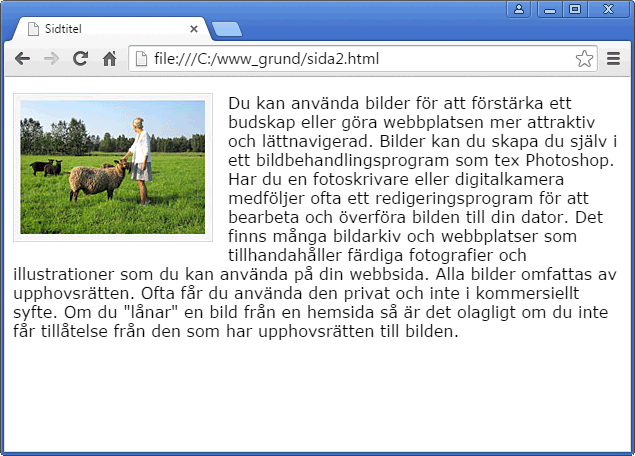 Sidtitel
file:///C:/www_grund/sida2.html
Du kan använda bilder för att förstärka ett
budskap eller göra webbplatsen mer attraktiv
och lättnavigerad. Bilder kan du skapa du själv i
ett bildbehandlingsprogram som tex Photoshop.
Har du en fotoskrivare eller digitalkamera
medföljer ofta ett redigeringsprogram för att
bearbeta och överföra bilden till din dator. Det
finns många bildarkiv och webbplatser som
tillhandahåller färdiga fotografier och
illustrationer som du kan använda på din webbsida. Alla bilder omfattas av
upphovsrätten. Ofta får du använda den privat och inte i kommersiellt
syfte. Om du "lånar" en bild från en hemsida så är det olagligt om du inte
får tillåtelse från den som har upphovsrätten till bilden.